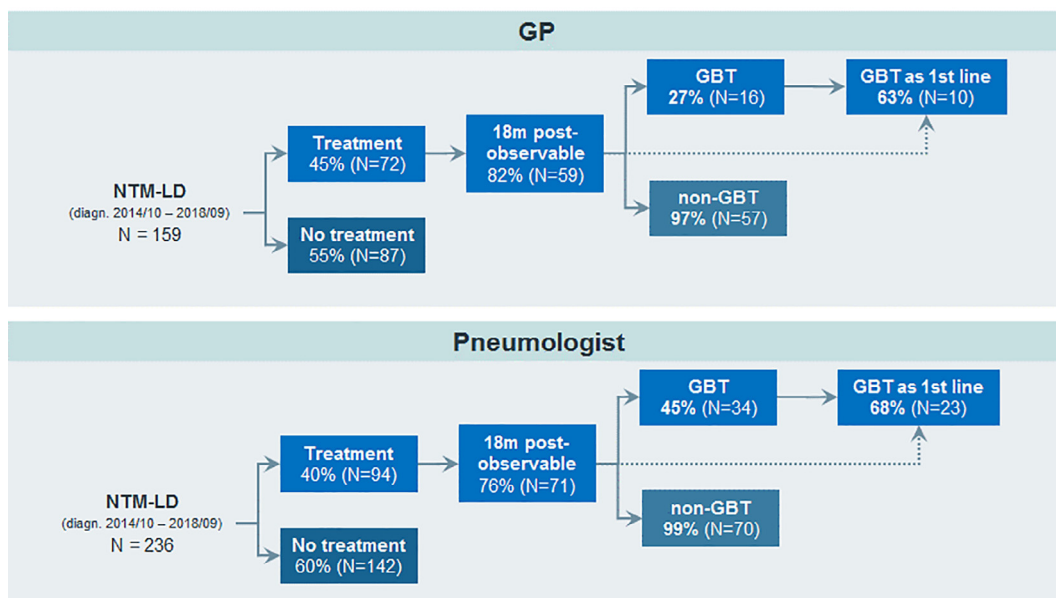 GP
NTM-LD
(diagn. 2014/10 – 2018/09)
N = 159
Treatment
45% (N=72)
No treatment
55% (N=87)
18m post-
observable
82% (N=59)
GBT
27% (N=16)
non-GBT
97% (N=57)
GBT as 1st line
63% (N=10)
Pneumologist
NTM-LD
(diagn. 2014/10 – 2018/09)
N = 236
Treatment
40% (N=94)
No treatment
60% (N=142)
18m post-
observable
76% (N=71)
GBT
45% (N=34)
non-GBT
99% (N=70)
GBT as 1st line
68% (N=23)